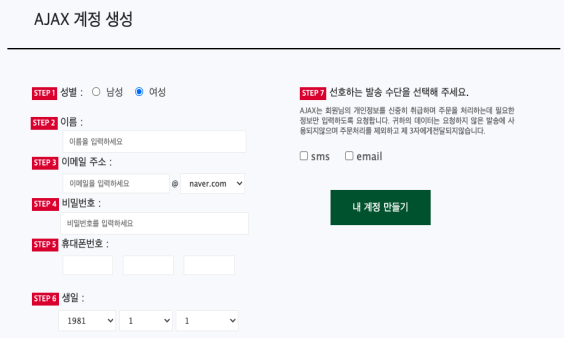 AJAX 계정 생성
STEP 1 성별 : 남성 여성
STEP 2 이름 :
이름을 입력하세요
STEP 3 이메일 주소 :
이메일을 입력하세요 @ naver.com
STEP 4 비밀번호 :
비밀번호를 입력하세요
STEP 5 휴대폰번호 :
STEP 6 생일 :
1981 1 1
STEP 7 선호하는 발송 수단을 선택해 주세요.
AJAX는 회원님의 개인정보를 신중히 취급하며 주문을 처리하는데 필요한
정보만 입력하도록 요청합니다. 귀하의 데이터는 요청하지 않은 발송에 사
용되지않으며 주문처리를 제외하고 제 3자에게전달되지않습니다.
sms email
내 계정 만들기